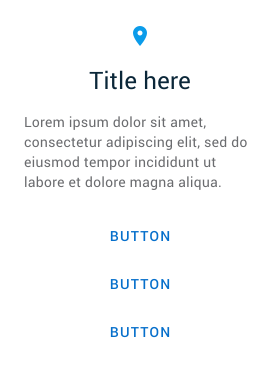 Title here
Lorem ipsum dolor sit amet,
consectetur adipiscing elit, sed do
eiusmod tempor incididunt ut
labore et dolore magna aliqua.
BUTTON
BUTTON
BUTTON